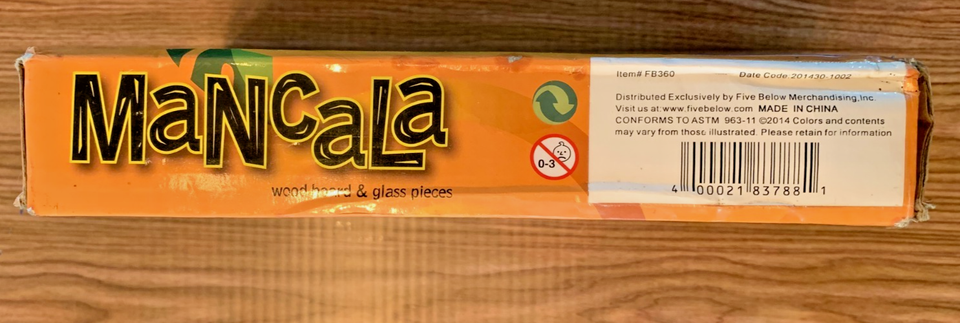 MaNcaLa
wood board & glass pieces
0-3
Item# FB360 Date Code:201430-1002
Distributed Exclusively by Five Below Merchandising,Inc.
Visit us at:www.fivebelow.com MADE IN CHINA
CONFORMS TO ASTM 963-11 ©2014 Colors and contents
may vary from those illustrated. Please retain for information
4 00021 83788 1